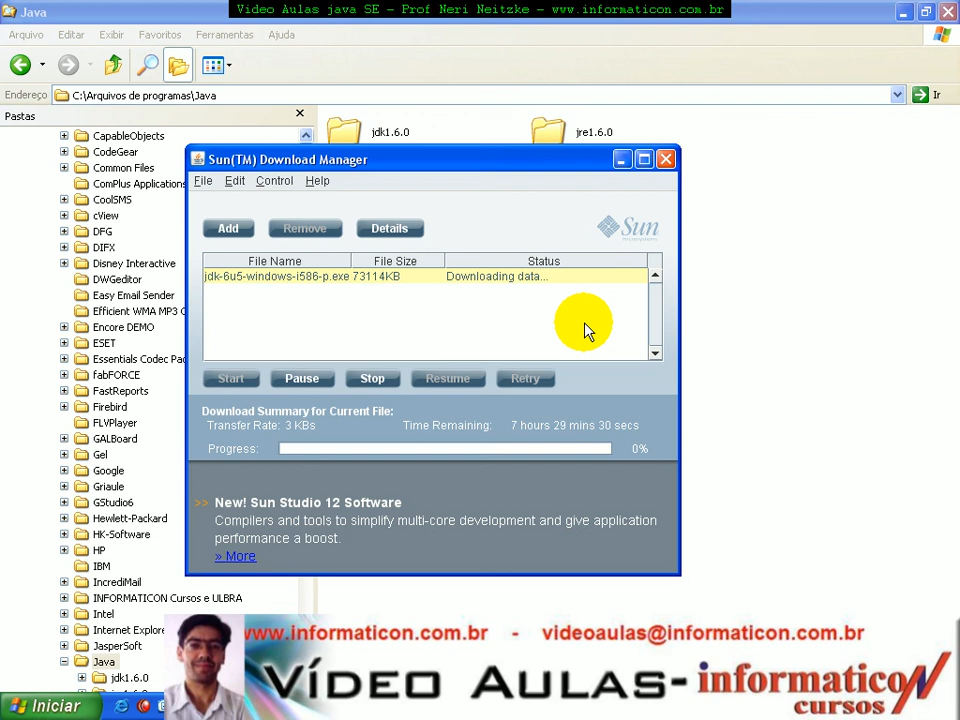 Java
Video Aulas java SE - Prof Neri Neitzke - www.informaticon.com.br
Arquivo Editar Exibir Favoritos Ferramentas Ajuda
Endereço C:\Arquivos de programas\Java Ir
Pastas
CapableObjects
CodeGear
Common Files
ComPlus Applications
CoolSMS
cView
DFG
DIFX
Disney Interactive
DWGeditor
Easy Email Sender
Efficient WMA MP3 C
Encore DEMO
ESET
Essentials Codec Pac
fabFORCE
FastReports
Firebird
FLVPlayer
GALBoard
Gel
Google
Griaule
GStudio6
Hewlett-Packard
HK-Software
HP
IBM
IncrediMail
INFORMATICON Cursos e ULBRA
Intel
Internet Explore
JasperSoft
Java
jdk1.6.0
jdk1.6.0
jre1.6.0
Sun(TM) Download Manager
File Edit Control Help
Add Remove Details
Sun
microsystems
File Name File Size Status
jdk-6u5-windows-i586-p.exe 73114KB Downloading data...
Start Pause Stop Resume Retry
Download Summary for Current File:
Transfer Rate: 3 KBs Time Remaining: 7 hours 29 mins 30 secs
Progress: 0%
>> New! Sun Studio 12 Software
Compilers and tools to simplify multi-core development and give application
performance a boost.
» More
www.informaticon.com.br - videoaulas@informaticon.com.br
VÍDEO AULAS- informaticon
cursos
Iniciar